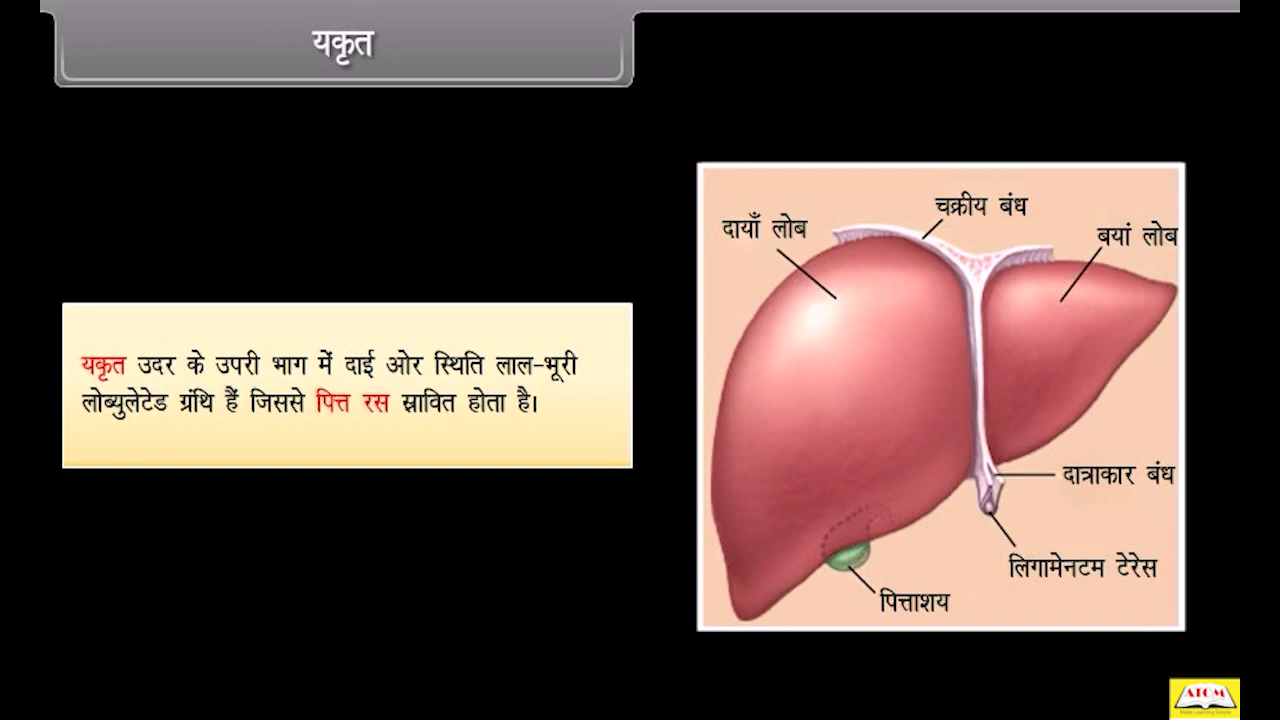 यकृत
यकृत उदर के उपरी भाग में दाई ओर स्थिति लाल-भूरी
लोब्युलेटेड ग्रंथि हैं जिससे पित्त रस स्रावित होता है।
चक्रीय बंध
दायाँ लोब
बयां लोब
दात्राकार बंध
लिगामेनटम टेरेस
पित्ताशय
ATOM